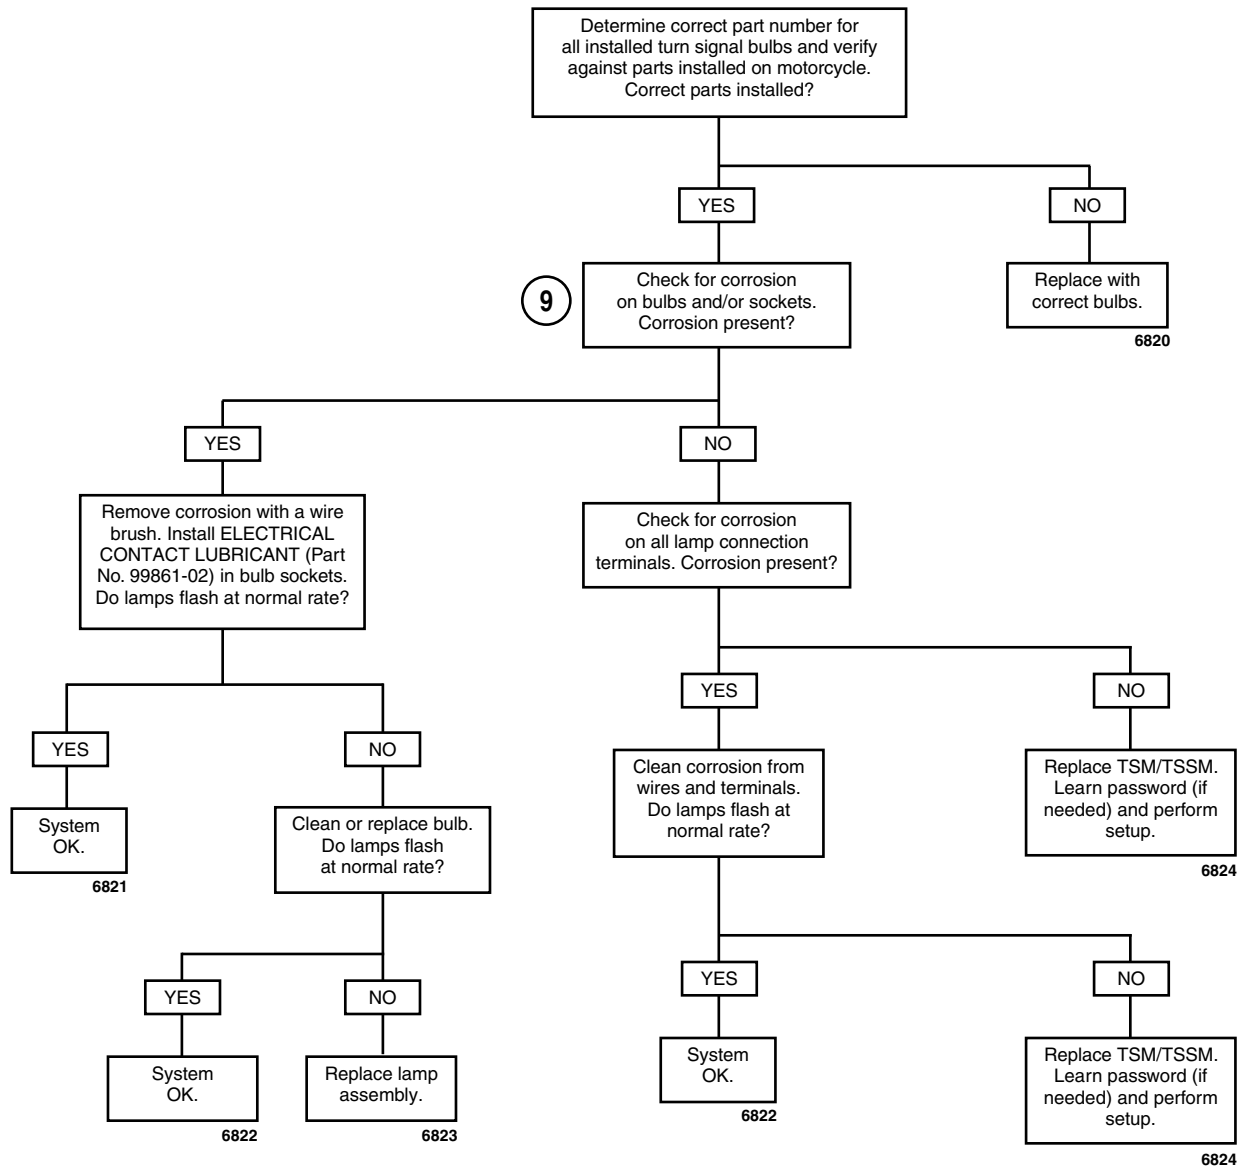 Determine correct part number for
all installed turn signal bulbs and verify
against parts installed on motorcycle.
Correct parts installed?
YES
NO
9
Check for corrosion
on bulbs and/or sockets.
Corrosion present?
Replace with
correct bulbs.
6820
YES
NO
Remove corrosion with a wire
brush. Install ELECTRICAL
CONTACT LUBRICANT (Part
No. 99861-02) in bulb sockets.
Do lamps flash at normal rate?
Check for corrosion
on all lamp connection
terminals. Corrosion present?
YES
NO
YES
NO
System
OK.
6821
Clean or replace bulb.
Do lamps flash
at normal rate?
Clean corrosion from
wires and terminals.
Do lamps flash at
normal rate?
Replace TSM/TSSM.
Learn password (if
needed) and perform
setup.
6824
YES
NO
YES
NO
System
OK.
6822
Replace lamp
assembly.
6823
System
OK.
6822
Replace TSM/TSSM.
Learn password (if
needed) and perform
setup.
6824